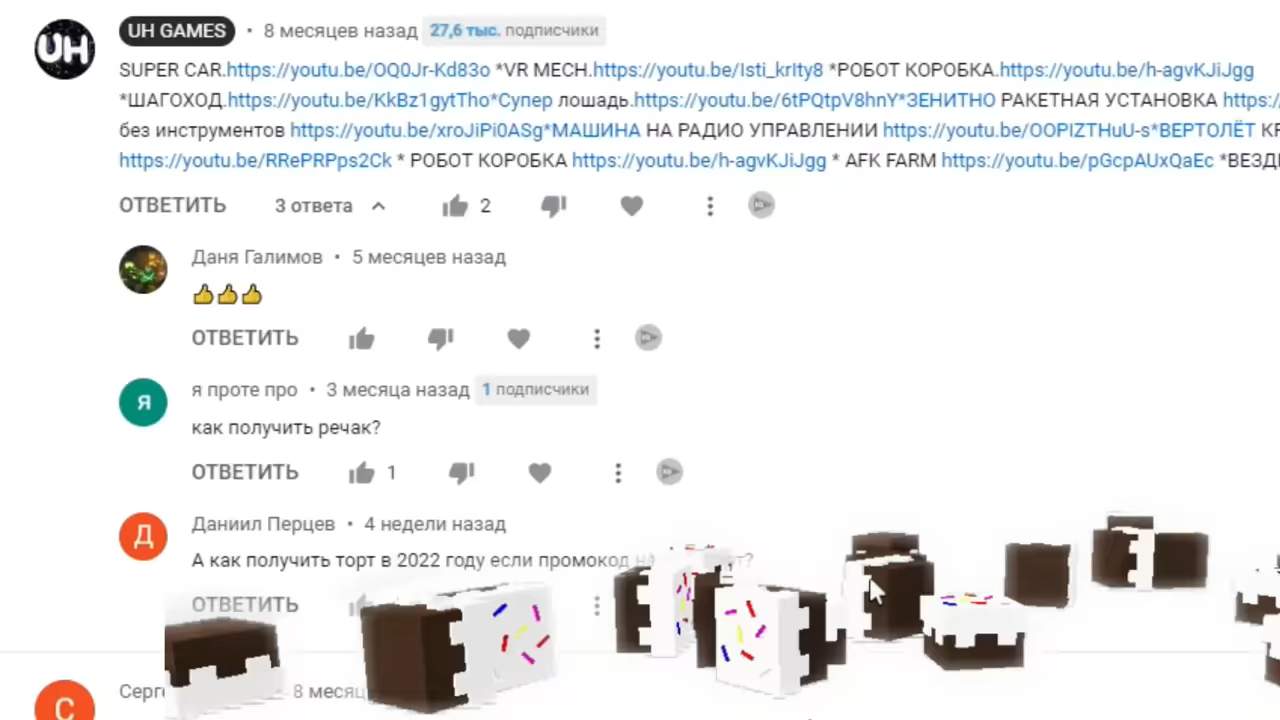 UH
UH GAMES • 8 месяцев назад 27,6 тыс. подписчики
SUPER CAR.https://youtu.be/OQ0Jr-Kd83o *VR MECH.https://youtu.be/Isti_krIty8 *РОБОТ КОРОБКА.https://youtu.be/h-agvKJiJgg
*ШАГОХОД.https://youtu.be/KkBz1gytTho*Супер лошадь.https://youtu.be/6tPQtpV8hnY*ЗЕНИТНО РАКЕТНАЯ УСТАНОВКА https:/
без инструментов https://youtu.be/xroJiPi0ASg*МАШИНА НА РАДИО УПРАВЛЕНИИ https://youtu.be/OOPIZTHuU-s*ВЕРТОЛЁТ
https://youtu.be/RRePRPps2Ck * РОБОТ КОРОБКА https://youtu.be/h-agvKJiJgg * AFK FARM https://youtu.be/pGcpAUxQaEc
ОТВЕТИТЬ 3 ответа 2
Даня Галимов • 5 месяцев назад
👍👍👍
ОТВЕТИТЬ
Я
я проте про • 3 месяца назад 1 подписчики
как получить речак?
ОТВЕТИТЬ 1
Д
Даниил Перцев • 4 недели назад
А как получить торт в 2022 году если промокод
ОТВЕТИТЬ
С
8